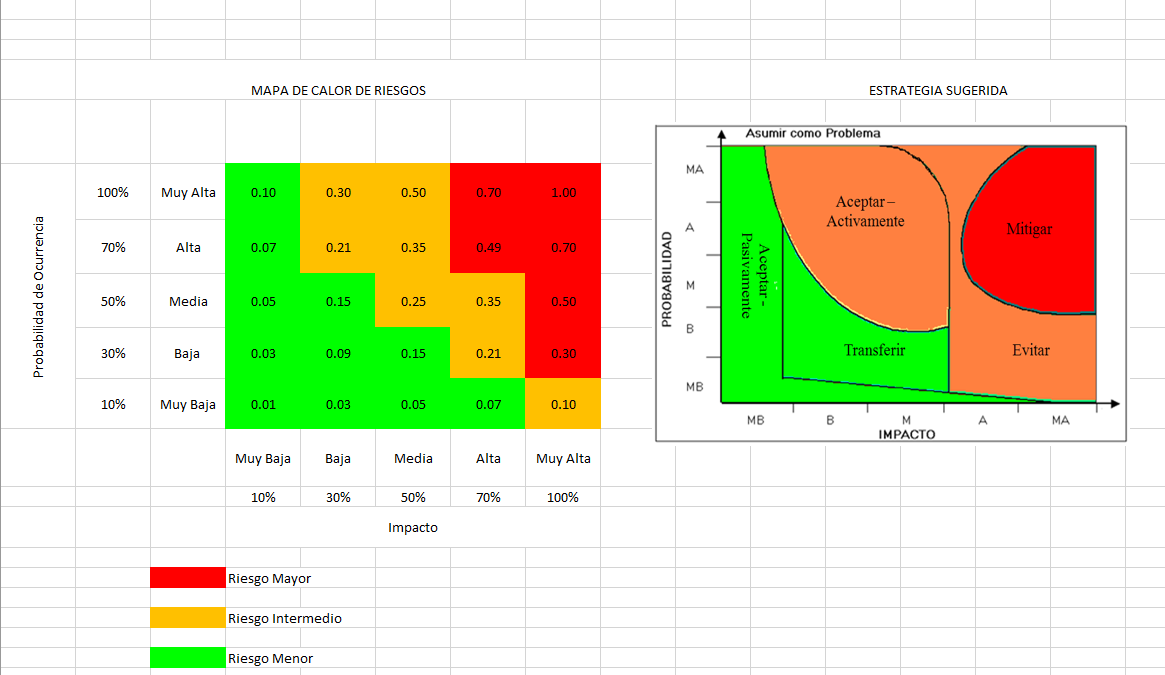 MAPA DE CALOR DE RIESGOS
Probabilidad de Ocurrencia
100% Muy Alta 0.10 0.30 0.50 0.70 1.00
70% Alta 0.07 0.21 0.35 0.49 0.70
50% Media 0.05 0.15 0.25 0.35 0.50
30% Baja 0.03 0.09 0.15 0.21 0.30
10% Muy Baja 0.01 0.03 0.05 0.07 0.10
Muy Baja Baja Media Alta Muy Alta
10% 30% 50% 70% 100%
Impacto
Riesgo Mayor
Riesgo Intermedio
Riesgo Menor
ESTRATEGIA SUGERIDA
Asumir como Problema
PROBABILIDAD
MA
A
M
B
MB
Aceptar –
Pasivamente
Aceptar –
Activamente
Mitigar
Transferir
Evitar
MB B M A MA
IMPACTO